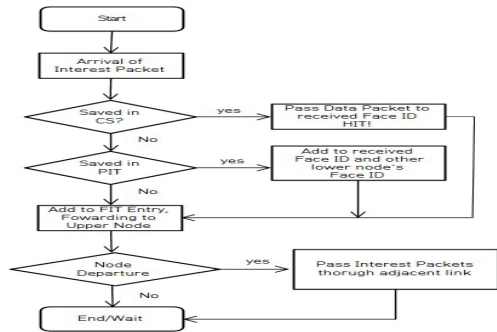 Start
Arrival of
Interest Packet
Saved in
CS?
yes
Pass Data Packet to
received Face ID
HIT!
No
Saved in
PIT
yes
Add to received
Face ID and other
lower node's
Face ID
No
Add to FIT Entry,
Fowarding to
Upper Node
Node
Departure
yes
Pass Interest Packets
thorugh adjacent link
No
End/Wait